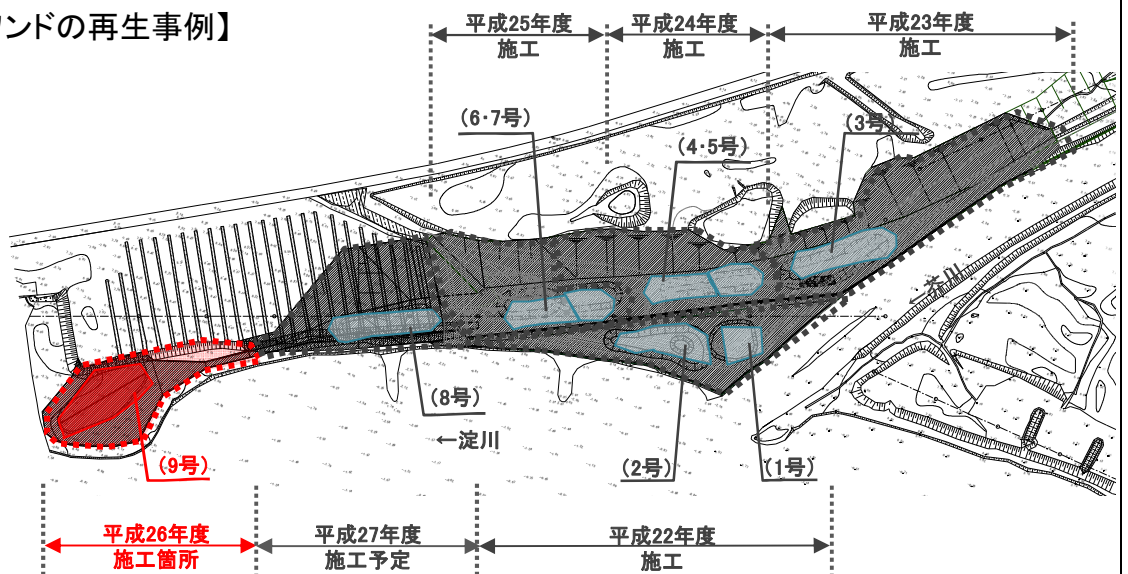 ンドの再生事例】
平成25年度
施工
平成24年度
施工
平成23年度
施工
(6・7号)
(4・5号)
(3号)
←芥川
(8号)
←淀川
(9号)
(2号)
(1号)
平成26年度
施工箇所
平成27年度
施工予定
平成22年度
施工